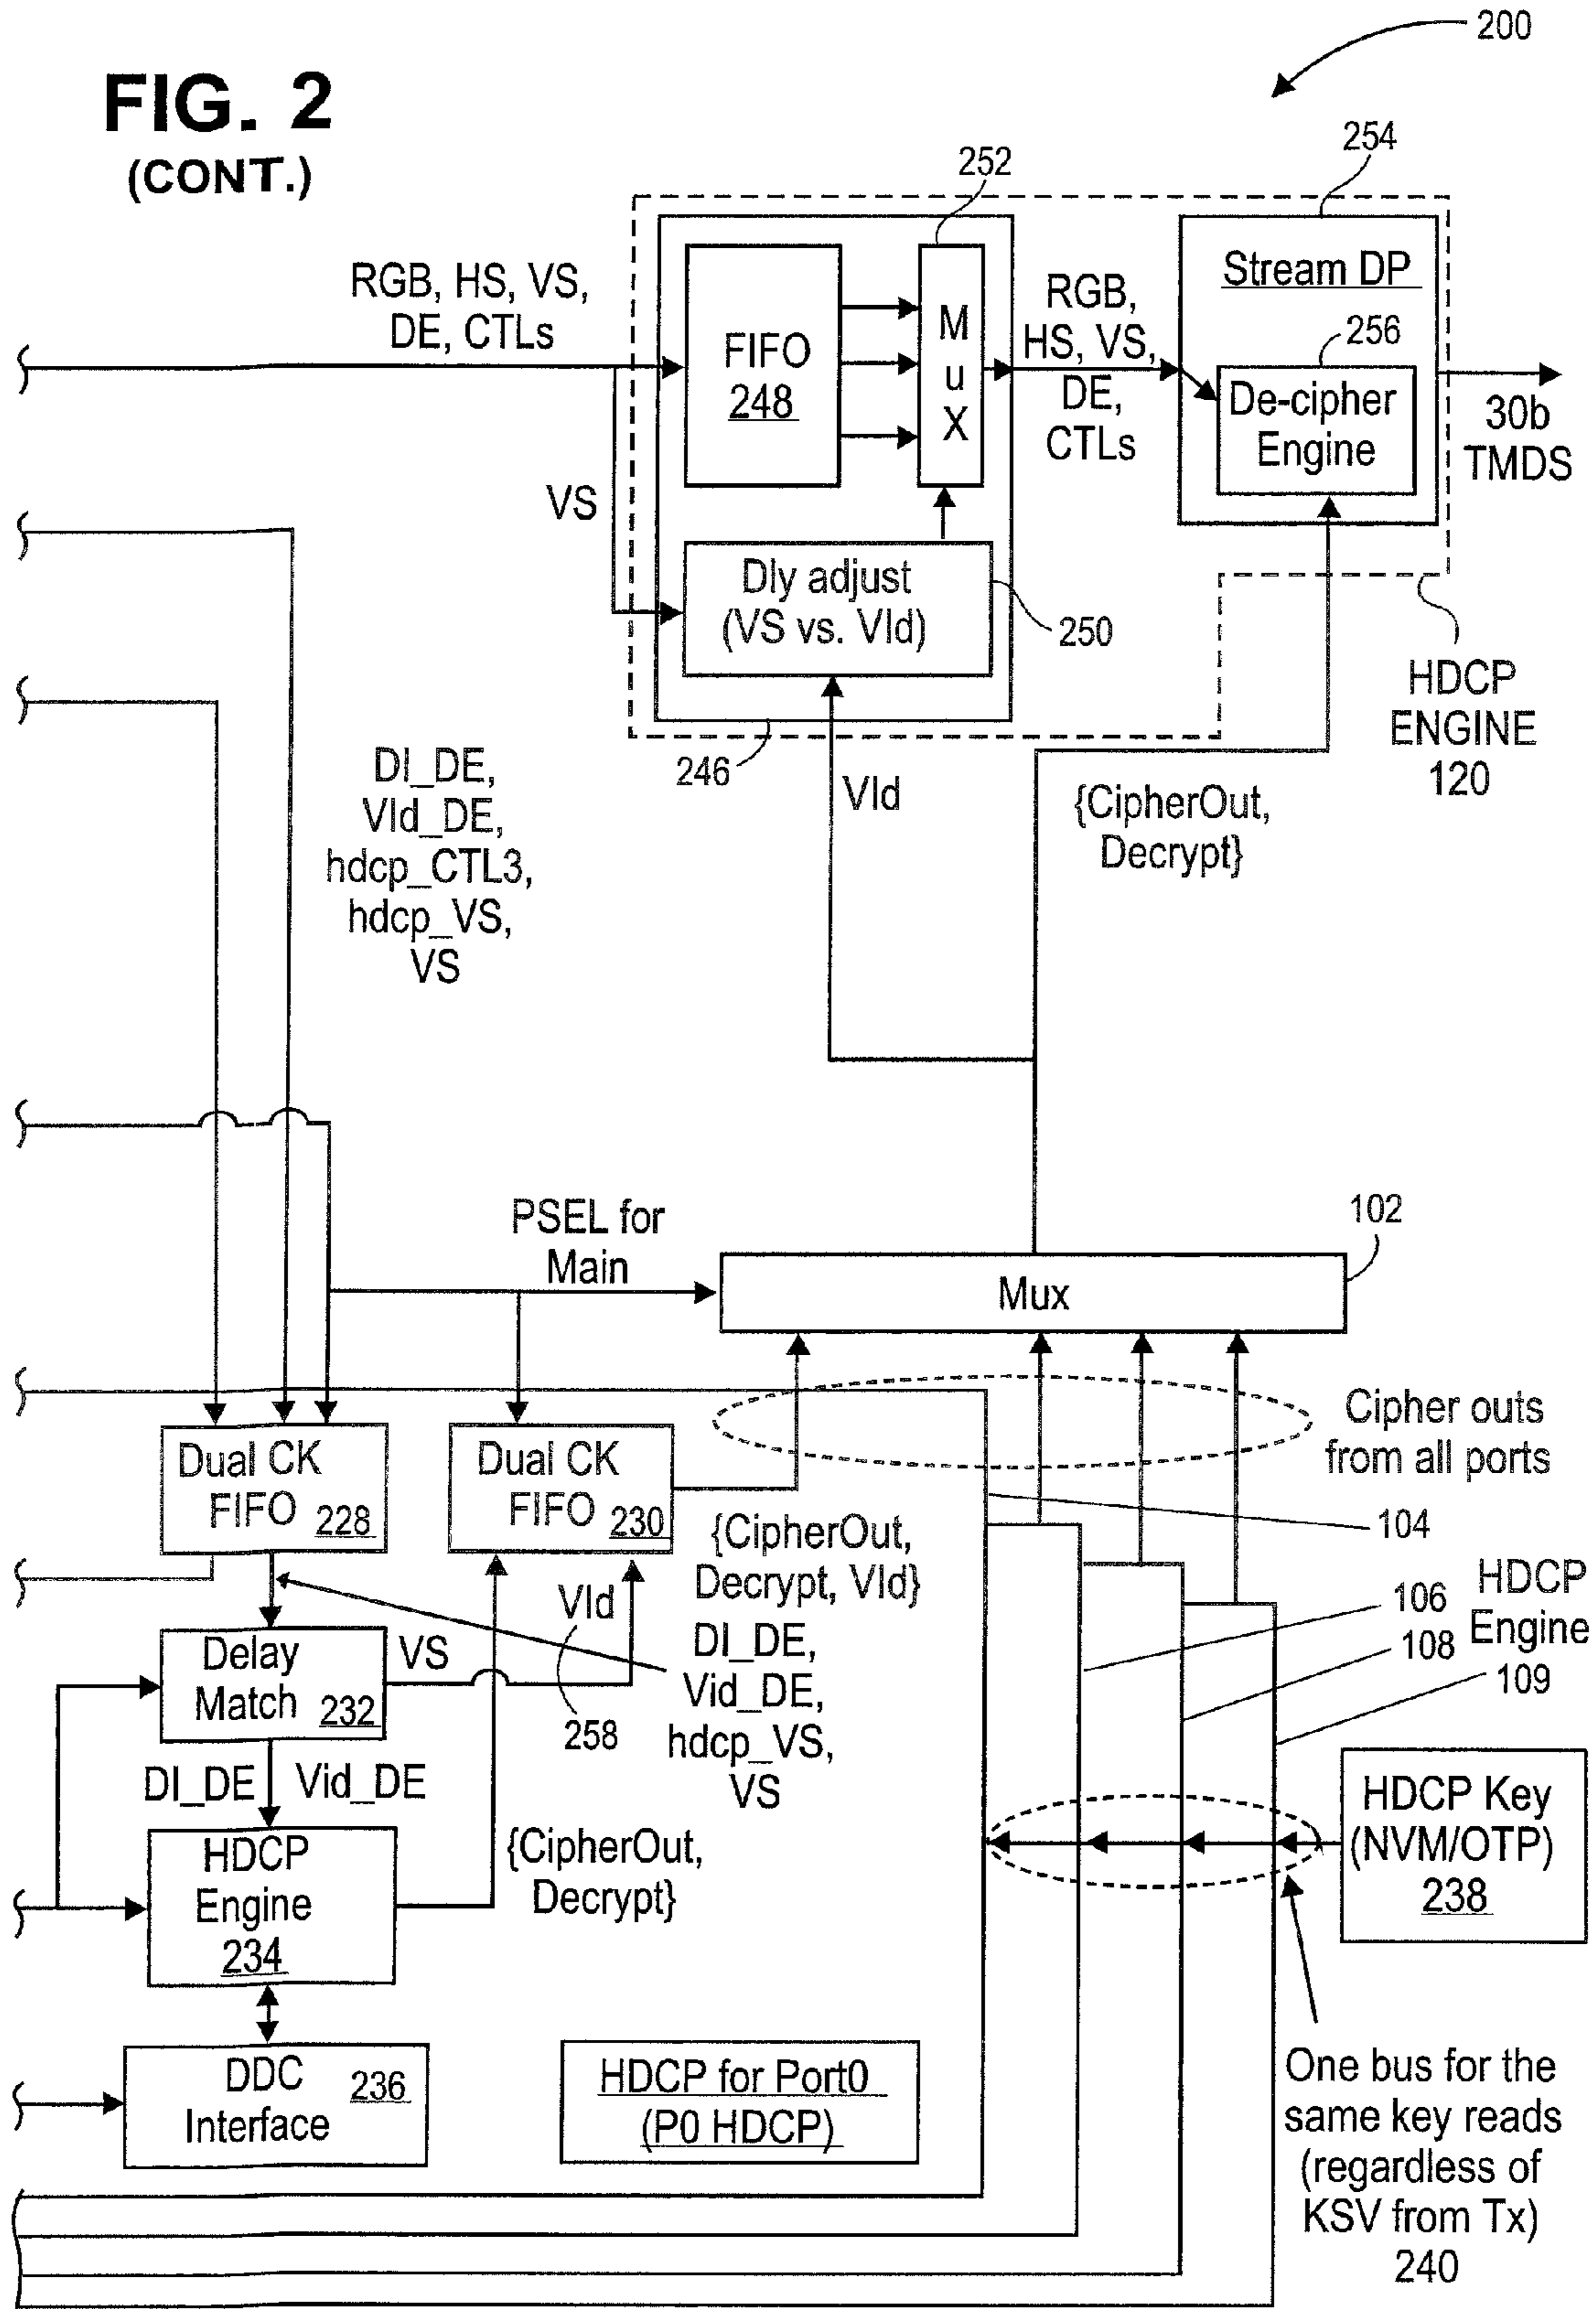 200
FIG. 2
(CONT.)
254
252
RGB, HS, VS,
DE, CTLs
FIFO
248
M
u
X
RGB,
HS, VS,
DE,
CTLs
Stream DP
256
De-cipher
Engine
30b
TMDS
VS
Dly adjust
(VS vs. Vld)
250
HDCP
ENGINE
120
246
Vld
{CipherOut,
Decrypt}
DI_DE,
Vld_DE,
hdcp_CTL3,
hdcp_VS,
VS
PSEL for
Main
102
Mux
Cipher outs
from all ports
Dual CK
FIFO 228
Dual CK
FIFO 230
{CipherOut,
Decrypt, Vld}
104
Vld
HDCP
Engine
106
108
109
Delay
Match 232
VS
258
DI_DE,
Vid_DE,
hdcp_VS,
VS
DI_DE
Vid_DE
HDCP
Engine
234
{CipherOut,
Decrypt}
HDCP Key
(NVM/OTP)
238
DDC 236
Interface
HDCP for Port0
(P0 HDCP)
One bus for the
same key reads
(regardless of
KSV from Tx)
240